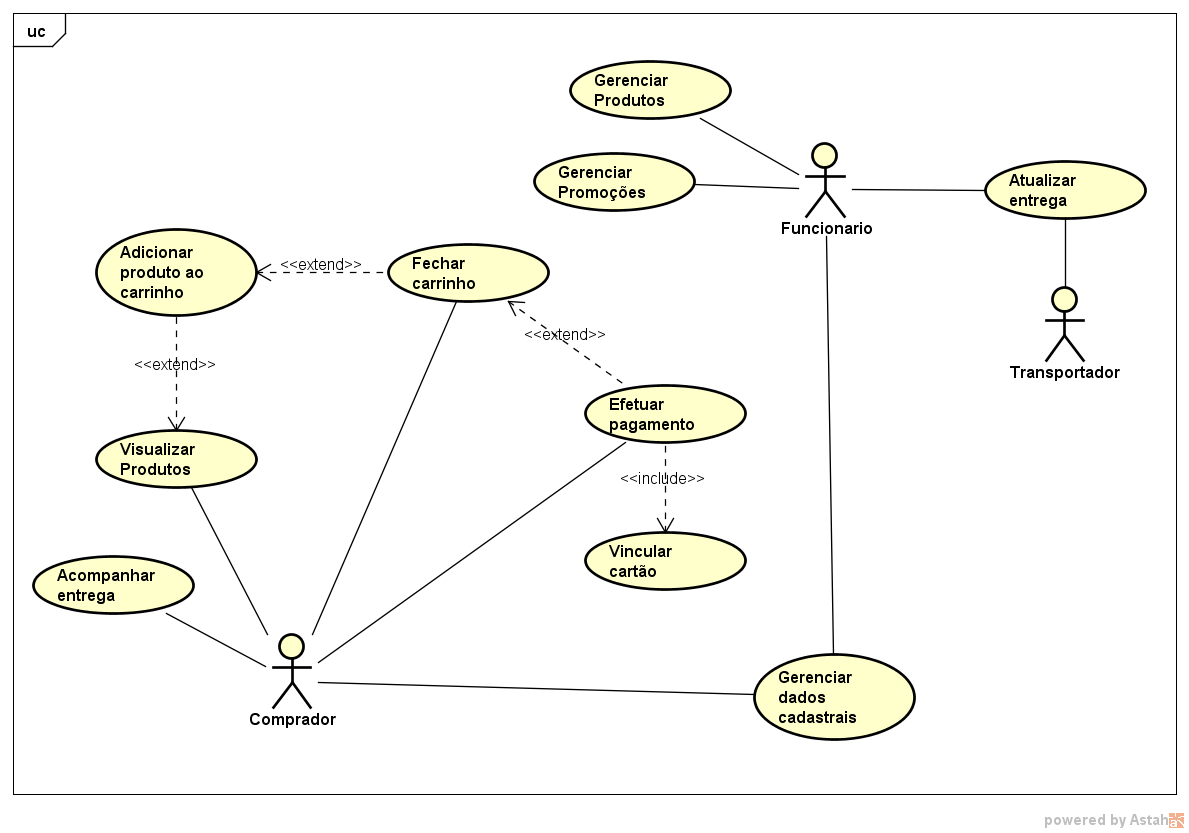 uc
Gerenciar
Produtos
Gerenciar
Promoções
Funcionario
Atualizar
entrega
Transportador
Adicionar
produto ao
carrinho
<<extend>>
Fechar
carrinho
<<extend>>
<<extend>>
Efetuar
pagamento
Visualizar
Produtos
<<include>>
Vincular
cartão
Acompanhar
entrega
Comprador
Gerenciar
dados
cadastrais
powered by Astah